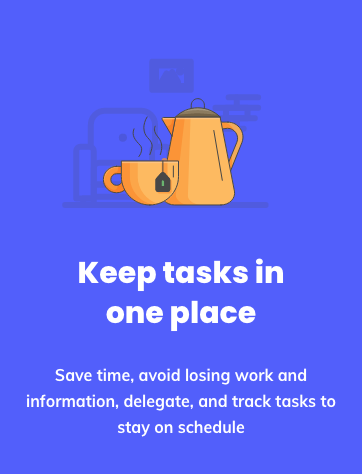 Keep tasks in
one place
Save time, avoid losing work and
information, delegate, and track tasks to
stay on schedule